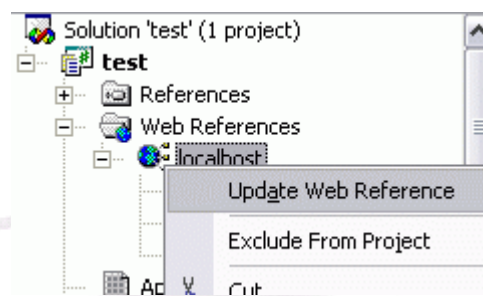 Solution 'test' (1 project)
test
References
Web References
localhost
Update Web Reference
Exclude From Project
Cut